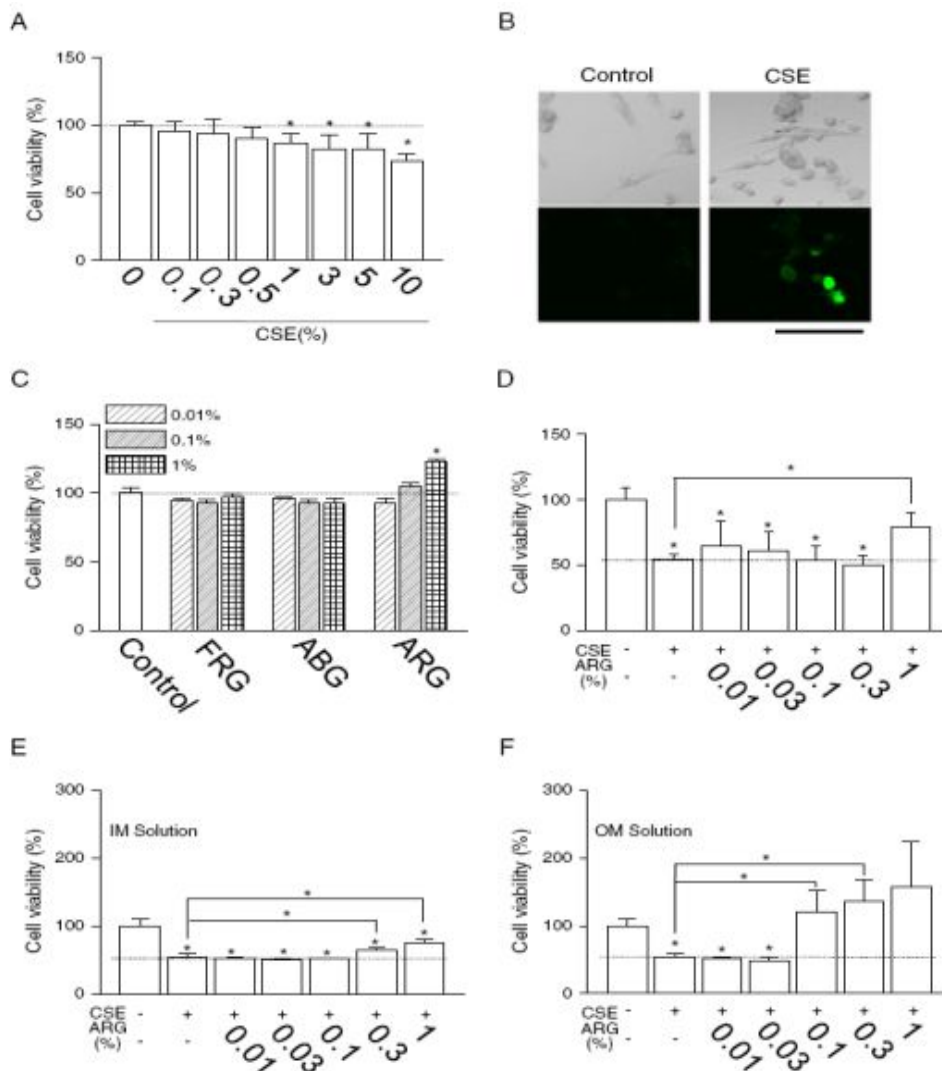 A
Cell viability (%)
150
100
50
0
* * * *
0 0.1 0.3 0.5 1 3 5 10
CSE(%)
B
Control CSE
C
0.01%
0.1%
1%
Cell viability (%)
150
100
50
0
*
Control FRG ABG ARG
D
Cell viability (%)
150
100
50
0
*
* * * * *
CSE - + + + + + +
ARG (%) - - 0.01 0.03 0.1 0.3 1
E
IM Solution
Cell viability (%)
300
200
100
0
*
*
* * * * * *
CSE - + + + + + +
ARG (%) - - 0.01 0.03 0.1 0.3 1
F
OM Solution
Cell viability (%)
300
200
100
0
*
*
* * *
CSE - + + + + + +
ARG (%) - - 0.01 0.03 0.1 0.3 1